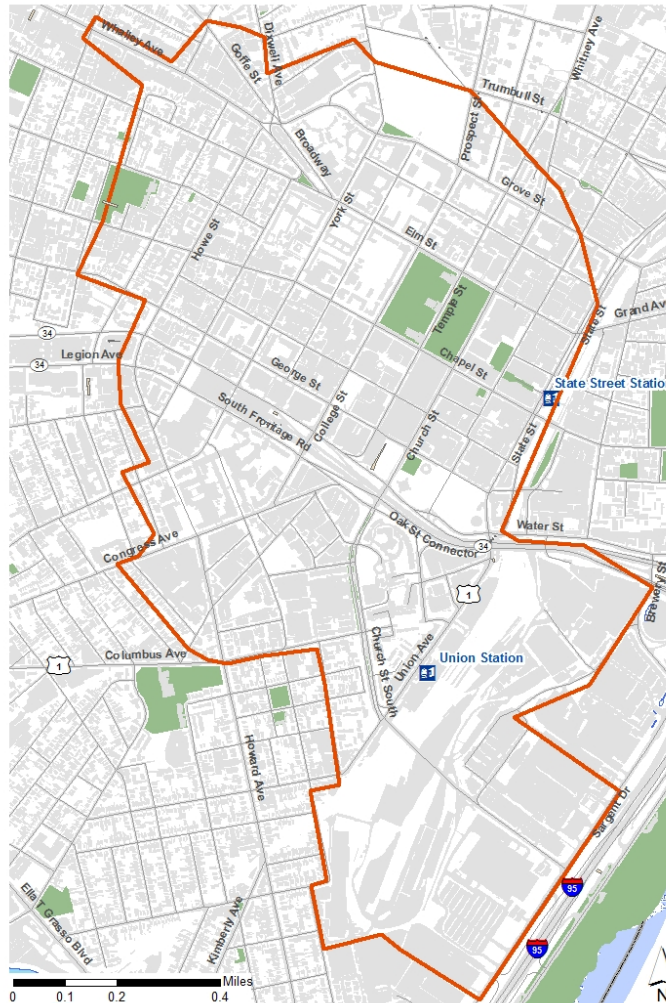 Whalley Ave
Goffe St
Dixwell Ave
Whitney Ave
Trumbull St
Prospect St
Broadway
Grove St
York St
Howe St
Elm St
Temple St
State St
Grand Av
34
34
Legion Ave
Chapel St
George St
State Street Station
College St
South Frontage Rd
Church St
State St
Water St
Oak St Connector
34
Congress Ave
1
Brewery St
Columbus Ave
1
Church St South
Union Ave
Union Station
Howard Ave
Sargent Dr
95
Ella T Grasso Blvd
Kimberly Ave
95
Miles
0 0.1 0.2 0.4
N